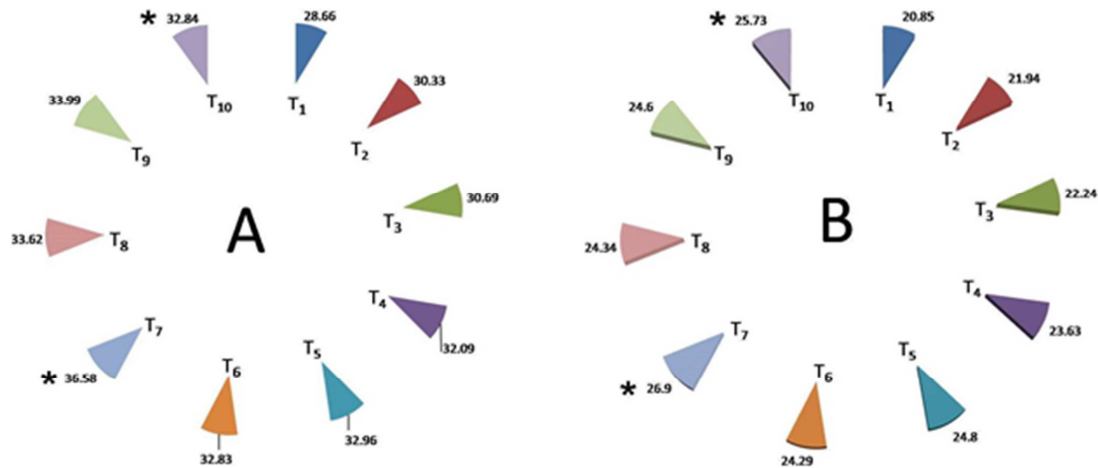 * 32.84
28.66
T10
T1
30.33
T2
33.99
T9
30.69
T3
A
33.62
T8
T4
32.09
T7
* 36.58
T6
32.83
T5
32.96
* 25.73
20.85
T10
T1
21.94
T2
24.6
T9
22.24
T3
B
24.34
T8
T4
23.63
T7
* 26.9
T6
24.29
T5
24.8